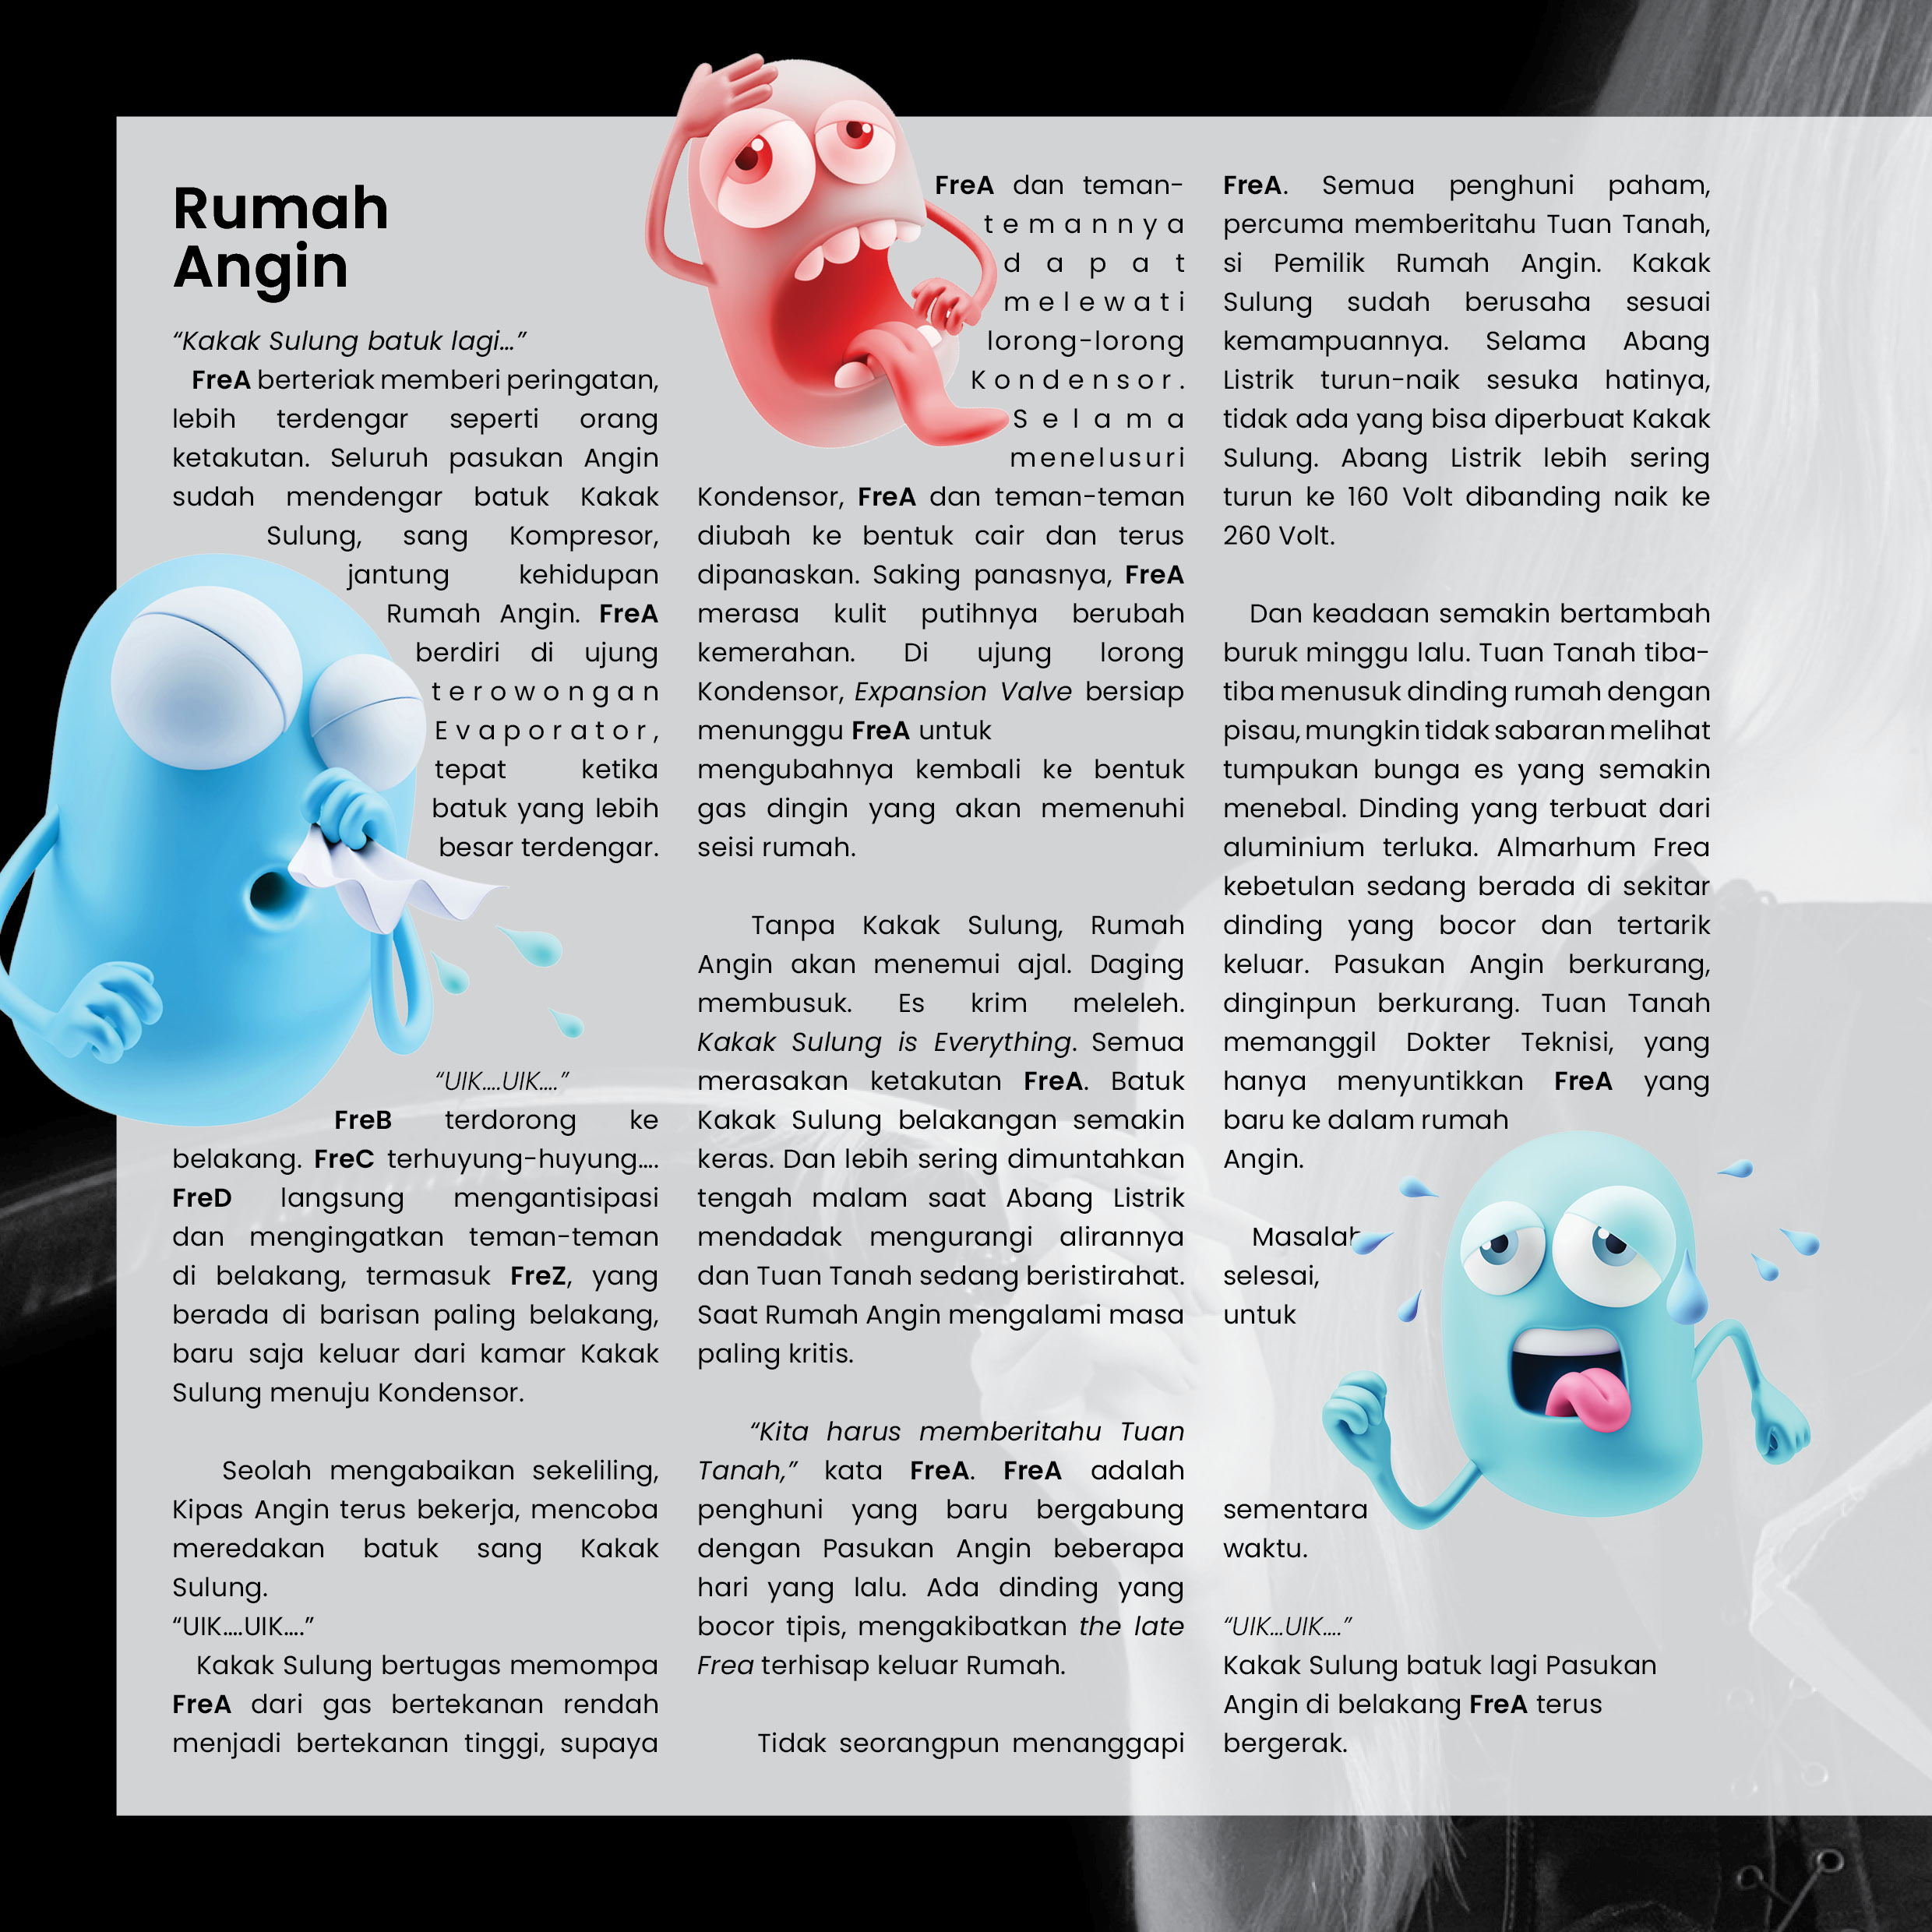 Rumah
Angin
“Kakak Sulung batuk lagi...”
FreA berteriak memberi peringatan,
lebih terdengar seperti orang
ketakutan. Seluruh pasukan Angin
sudah mendengar batuk Kakak
Sulung, sang Kompresor,
jantung kehidupan
Rumah Angin. FreA
berdiri di ujung
terowongan
Evaporator,
tepat ketika
batuk yang lebih
besar terdengar.
“UIK....UIK....”
FreB terdorong ke
belakang. FreC terhuyung-huyung....
FreD langsung mengantisipasi
dan mengingatkan teman-teman
di belakang, termasuk FreZ, yang
berada di barisan paling belakang,
baru saja keluar dari kamar Kakak
Sulung menuju Kondensor.
Seolah mengabaikan sekeliling,
Kipas Angin terus bekerja, mencoba
meredakan batuk sang Kakak
Sulung.
“UIK....UIK....”
Kakak Sulung bertugas memompa
FreA dari gas bertekanan rendah
menjadi bertekanan tinggi, supaya
FreA dan teman-
temannya
dapat
melewati
lorong-lorong
Kondensor.
Selama
menelusuri
Kondensor, FreA dan teman-teman
diubah ke bentuk cair dan terus
dipanaskan. Saking panasnya, FreA
merasa kulit putihnya berubah
kemerahan. Di ujung lorong
Kondensor, Expansion Valve bersiap
menunggu FreA untuk
mengubahnya kembali ke bentuk
gas dingin yang akan memenuhi
seisi rumah.
Tanpa Kakak Sulung, Rumah
Angin akan menemui ajal. Daging
membusuk. Es krim meleleh.
Kakak Sulung is Everything. Semua
merasakan ketakutan FreA. Batuk
Kakak Sulung belakangan semakin
keras. Dan lebih sering dimuntahkan
tengah malam saat Abang Listrik
mendadak mengurangi alirannya
dan Tuan Tanah sedang beristirahat.
Saat Rumah Angin mengalami masa
paling kritis.
“Kita harus memberitahu Tuan
Tanah,” kata FreA. FreA adalah
penghuni yang baru bergabung
dengan Pasukan Angin beberapa
hari yang lalu. Ada dinding yang
bocor tipis, mengakibatkan the late
Frea terhisap keluar Rumah.
Tidak seorangpun menanggapi
FreA. Semua penghuni paham,
percuma memberitahu Tuan Tanah,
si Pemilik Rumah Angin. Kakak
Sulung sudah berusaha sesuai
kemampuannya. Selama Abang
Listrik turun-naik sesuka hatinya,
tidak ada yang bisa diperbuat Kakak
Sulung. Abang Listrik lebih sering
turun ke 160 Volt dibanding naik ke
260 Volt.
Dan keadaan semakin bertambah
buruk minggu lalu. Tuan Tanah tiba-
tiba menusuk dinding rumah dengan
pisau, mungkin tidak sabaran melihat
tumpukan bunga es yang semakin
menebal. Dinding yang terbuat dari
aluminium terluka. Almarhum Frea
kebetulan sedang berada di sekitar
dinding yang bocor dan tertarik
keluar. Pasukan Angin berkurang,
dinginpun berkurang. Tuan Tanah
memanggil Dokter Teknisi, yang
hanya menyuntikkan FreA yang
baru ke dalam rumah
Angin.
Masalah
selesai,
untuk
sementara
waktu.
“UIK...UIK....”
Kakak Sulung batuk lagi Pasukan
Angin di belakang FreA terus
bergerak.